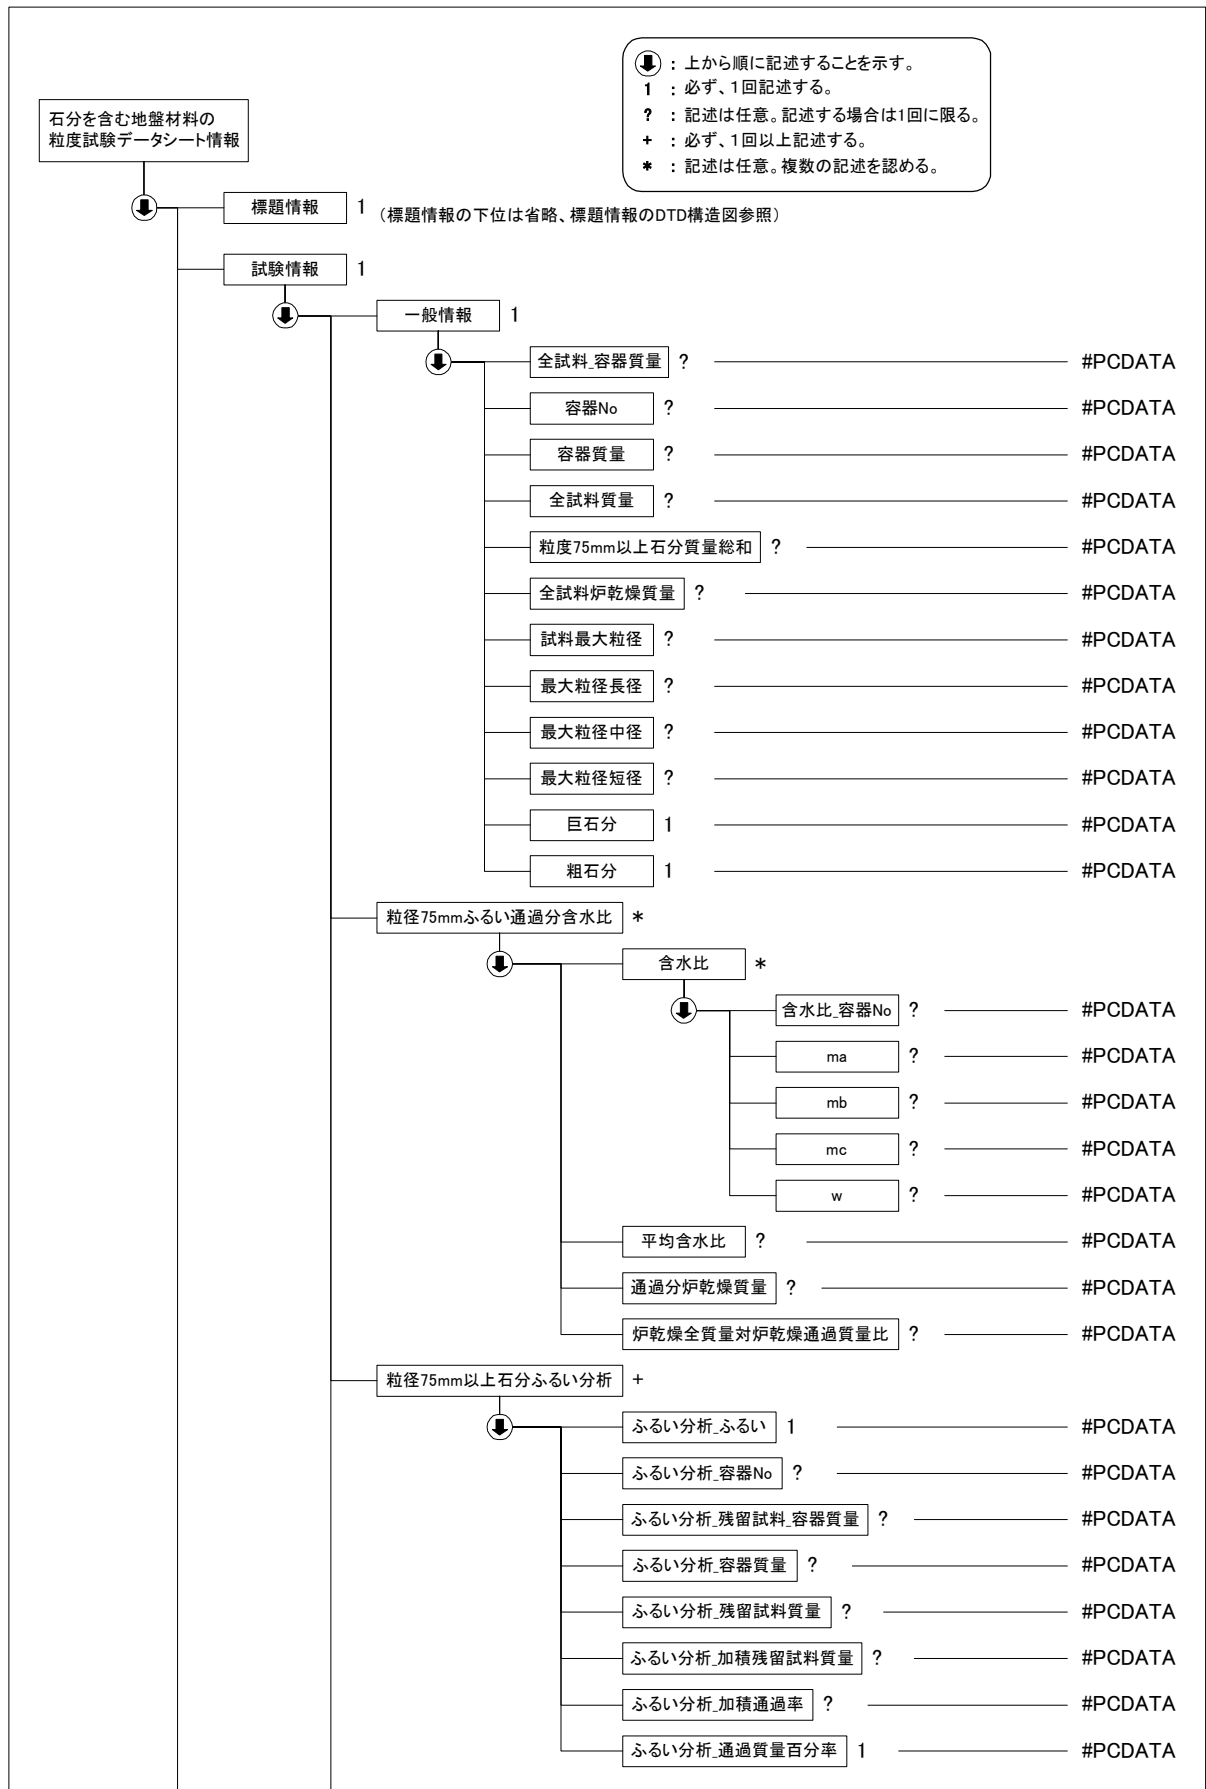 ： 上から順に記述することを示す。
1 ： 必ず、1回記述する。
? ： 記述は任意。記述する場合は1回に限る。
+ ： 必ず、1回以上記述する。
* ： 記述は任意。複数の記述を認める。
石分を含む地盤材料の
粒度試験データシート情報
標題情報 1 （標題情報の下位は省略、標題情報のDTD構造図参照）
試験情報 1
一般情報 1
全試料_容器質量 ? #PCDATA
容器No ? #PCDATA
容器質量 ? #PCDATA
全試料質量 ? #PCDATA
粒度75mm以上石分質量総和 ? #PCDATA
全試料炉乾燥質量 ? #PCDATA
試料最大粒径 ? #PCDATA
最大粒径長径 ? #PCDATA
最大粒径中径 ? #PCDATA
最大粒径短径 ? #PCDATA
巨石分 1 #PCDATA
粗石分 1 #PCDATA
粒径75mmふるい通過分含水比 *
含水比 *
含水比_容器No ? #PCDATA
ma ? #PCDATA
mb ? #PCDATA
mc ? #PCDATA
w ? #PCDATA
平均含水比 ? #PCDATA
通過分炉乾燥質量 ? #PCDATA
炉乾燥全質量対炉乾燥通過質量比 ? #PCDATA
粒径75mm以上石分ふるい分析 +
ふるい分析_ふるい 1 #PCDATA
ふるい分析_容器No ? #PCDATA
ふるい分析_残留試料_容器質量 ? #PCDATA
ふるい分析_容器質量 ? #PCDATA
ふるい分析_残留試料質量 ? #PCDATA
ふるい分析_加積残留試料質量 ? #PCDATA
ふるい分析_加積通過率 ? #PCDATA
ふるい分析_通過質量百分率 1 #PCDATA